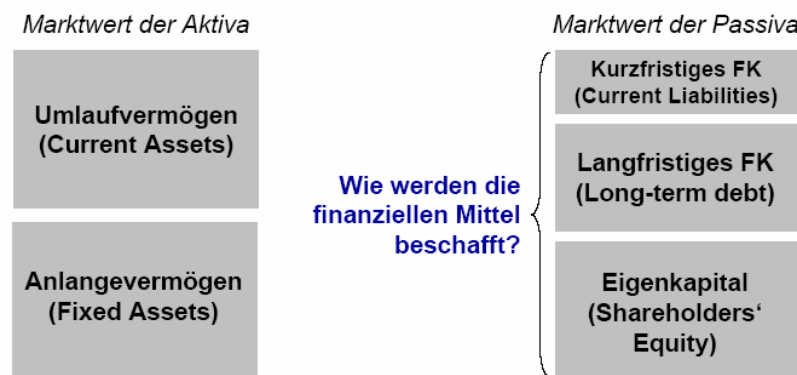 Marktwert der Aktiva
Umlaufvermögen
(Current Assets)
Anlangevermögen
(Fixed Assets)
Wie werden die
finanziellen Mittel
beschafft?
Marktwert der Passiva
Kurzfristiges FK
(Current Liabilities)
Langfristiges FK
(Long-term debt)
Eigenkapital
(Shareholders‘
Equity)